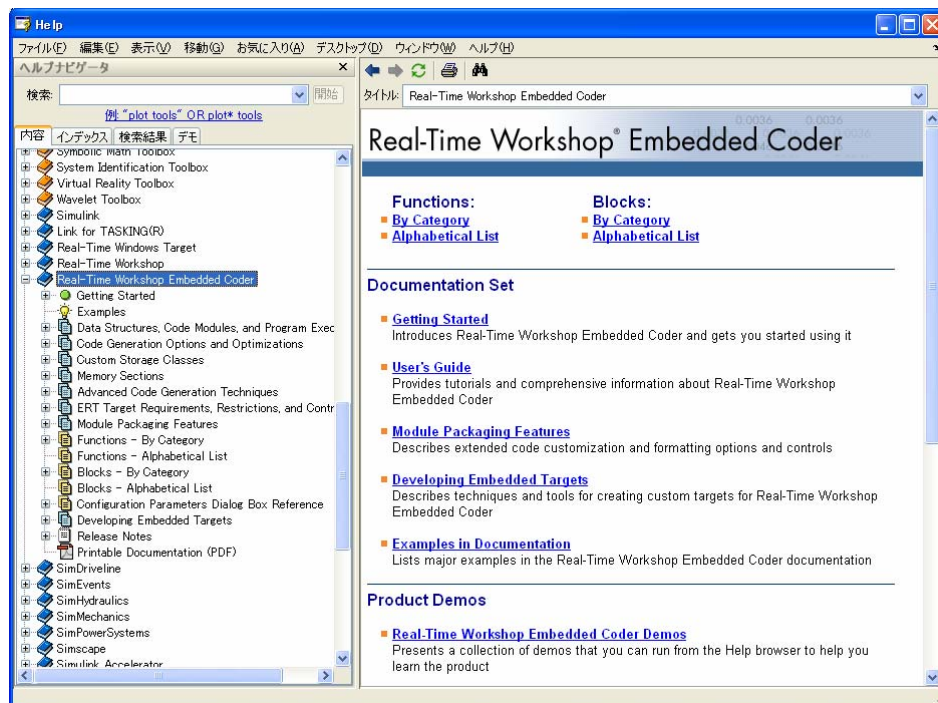 Help
ファイル(F) 編集(E) 表示(V) 移動(G) お気に入り(A) デスクトップ(D) ウィンドウ(W) ヘルプ(H)
ヘルプナビゲータ
検索:
開始
例: "plot tools" OR plot* tools
内容 インデックス 検索結果 デモ
Symbolic Math Toolbox
System Identification Toolbox
Virtual Reality Toolbox
Wavelet Toolbox
Simulink
Link for TASKING(R)
Real-Time Windows Target
Real-Time Workshop
Real-Time Workshop Embedded Coder
Getting Started
Examples
Data Structures, Code Modules, and Program Exec
Code Generation Options and Optimizations
Custom Storage Classes
Memory Sections
Advanced Code Generation Techniques
ERT Target Requirements, Restrictions, and Contr
Module Packaging Features
Functions - By Category
Functions - Alphabetical List
Blocks - By Category
Blocks - Alphabetical List
Configuration Parameters Dialog Box Reference
Developing Embedded Targets
Release Notes
Printable Documentation (PDF)
SimDriveline
SimEvents
SimHydraulics
SimMechanics
SimPowerSystems
Simscape
Simulink Accelerator
タイトル: Real-Time Workshop Embedded Coder
Real-Time Workshop® Embedded Coder
Functions:
By Category
Alphabetical List
Blocks:
By Category
Alphabetical List
Documentation Set
Getting Started
Introduces Real-Time Workshop Embedded Coder and gets you started using it
User's Guide
Provides tutorials and comprehensive information about Real-Time Workshop
Embedded Coder
Module Packaging Features
Describes extended code customization and formatting options and controls
Developing Embedded Targets
Describes techniques and tools for creating custom targets for Real-Time Workshop
Embedded Coder
Examples in Documentation
Lists major examples in the Real-Time Workshop Embedded Coder documentation
Product Demos
Real-Time Workshop Embedded Coder Demos
Presents a collection of demos that you can run from the Help browser to help you
learn the product